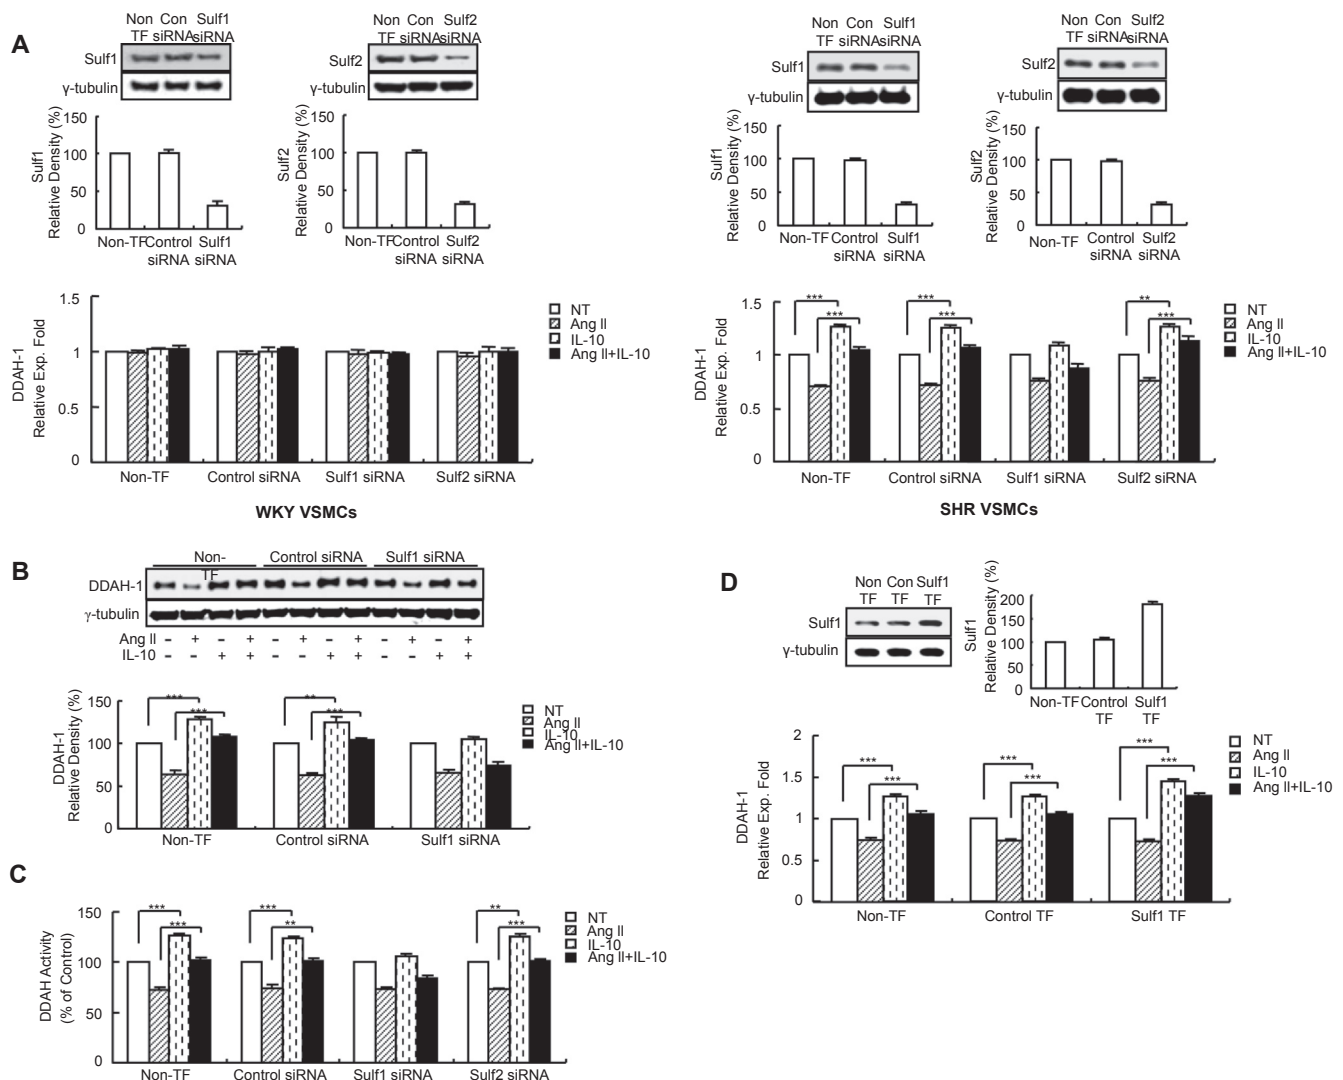 A
Non Con Sulf1
TF siRNA siRNA
Sulf1
γ-tubulin
Sulf1
Relative Density (%)
150
100
50
0
Non-TF Control Sulf1
siRNA siRNA
Non Con Sulf2
TF siRNA siRNA
Sulf2
γ-tubulin
Sulf2
Relative Density (%)
150
100
50
0
Non-TF Control Sulf2
siRNA siRNA
Non Con Sulf1
TF siRNA siRNA
Sulf1
γ-tubulin
Sulf1
Relative Density (%)
150
100
50
0
Non-TF Control Sulf1
siRNA siRNA
Non Con Sulf2
TF siRNA siRNA
Sulf2
γ-tubulin
Sulf2
Relative Density (%)
150
100
50
0
Non-TF Control Sulf2
siRNA siRNA
DDAH-1
Relative Exp. Fold
1.5
1
0.5
0
NT
Ang II
IL-10
Ang II+IL-10
Non-TF Control siRNA Sulf1 siRNA Sulf2 siRNA
WKY VSMCs
DDAH-1
Relative Exp. Fold
1.5
1
0.5
0
*** *** **
*** *** ***
NT
Ang II
IL-10
Ang II+IL-10
Non-TF Control siRNA Sulf1 siRNA Sulf2 siRNA
SHR VSMCs
B
Non-TF Control siRNA Sulf1 siRNA
DDAH-1
γ-tubulin
Ang II – + – + – + – + – + – +
IL-10 – – + + – – + + – – + +
DDAH-1
Relative Density (%)
150
100
50
0
*** **
*** ***
NT
Ang II
IL-10
Ang II+IL-10
Non-TF Control siRNA Sulf1 siRNA
C
DDAH Activity
(% of Control)
150
100
50
0
*** *** **
*** ** ***
NT
Ang II
IL-10
Ang II+IL-10
Non-TF Control siRNA Sulf1 siRNA Sulf2 siRNA
D
Non Con Sulf1
TF TF TF
Sulf1
γ-tubulin
Sulf1
Relative Density (%)
200
150
100
50
0
Non-TF Control Sulf1
TF TF
DDAH-1
Relative Exp. Fold
2
1.5
1
0.5
0
*** *** ***
*** *** ***
NT
Ang II
IL-10
Ang II+IL-10
Non-TF Control TF Sulf1 TF